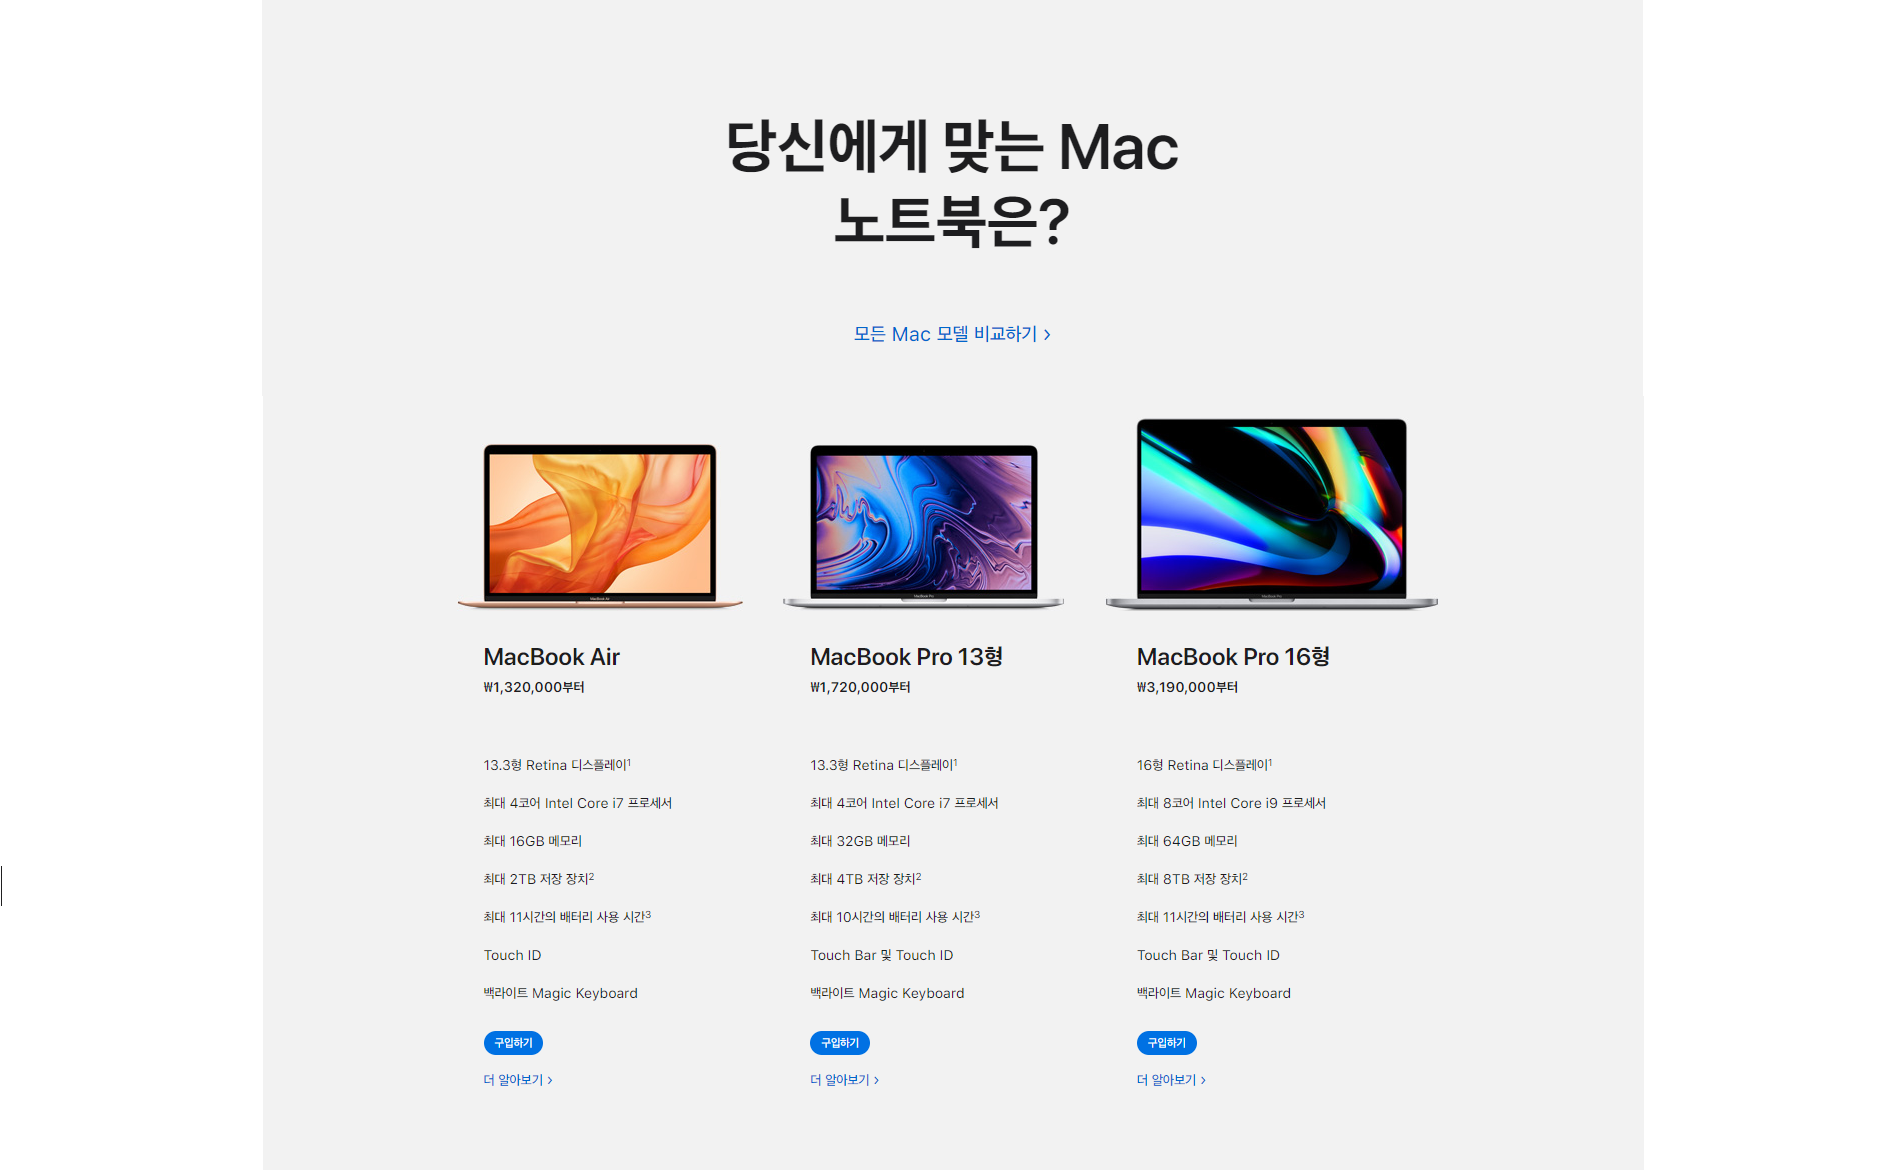 당신에게 맞는 Mac
노트북은?
모든 Mac 모델 비교하기 >
MacBook Air
₩1,320,000부터
13.3형 Retina 디스플레이1
최대 4코어 Intel Core i7 프로세서
최대 16GB 메모리
최대 2TB 저장 장치2
최대 11시간의 배터리 사용 시간3
Touch ID
백라이트 Magic Keyboard
구입하기
더 알아보기 >
MacBook Pro 13형
₩1,720,000부터
13.3형 Retina 디스플레이1
최대 4코어 Intel Core i7 프로세서
최대 32GB 메모리
최대 4TB 저장 장치2
최대 10시간의 배터리 사용 시간3
Touch Bar 및 Touch ID
백라이트 Magic Keyboard
구입하기
더 알아보기 >
MacBook Pro 16형
₩3,190,000부터
16형 Retina 디스플레이1
최대 8코어 Intel Core i9 프로세서
최대 64GB 메모리
최대 8TB 저장 장치2
최대 11시간의 배터리 사용 시간3
Touch Bar 및 Touch ID
백라이트 Magic Keyboard
구입하기
더 알아보기 >